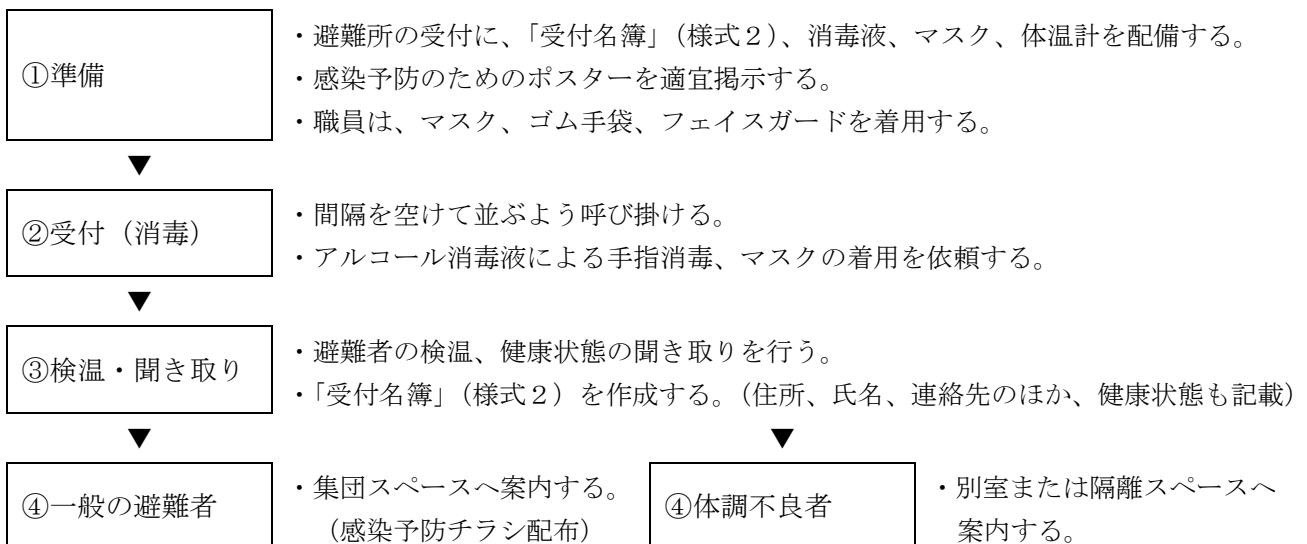 ①準備
・避難所の受付に、「受付名簿」（様式２）、消毒液、マスク、体温計を配備する。
・感染予防のためのポスターを適宜掲示する。
・職員は、マスク、ゴム手袋、フェイスガードを着用する。
▼
②受付（消毒）
・間隔を空けて並ぶよう呼び掛ける。
・アルコール消毒液による手指消毒、マスクの着用を依頼する。
▼
③検温・聞き取り
・避難者の検温、健康状態の聞き取りを行う。
・「受付名簿」（様式２）を作成する。（住所、氏名、連絡先のほか、健康状態も記載）
▼ ▼
④一般の避難者
・集団スペースへ案内する。
（感染予防チラシ配布）
④体調不良者
・別室または隔離スペースへ
案内する。